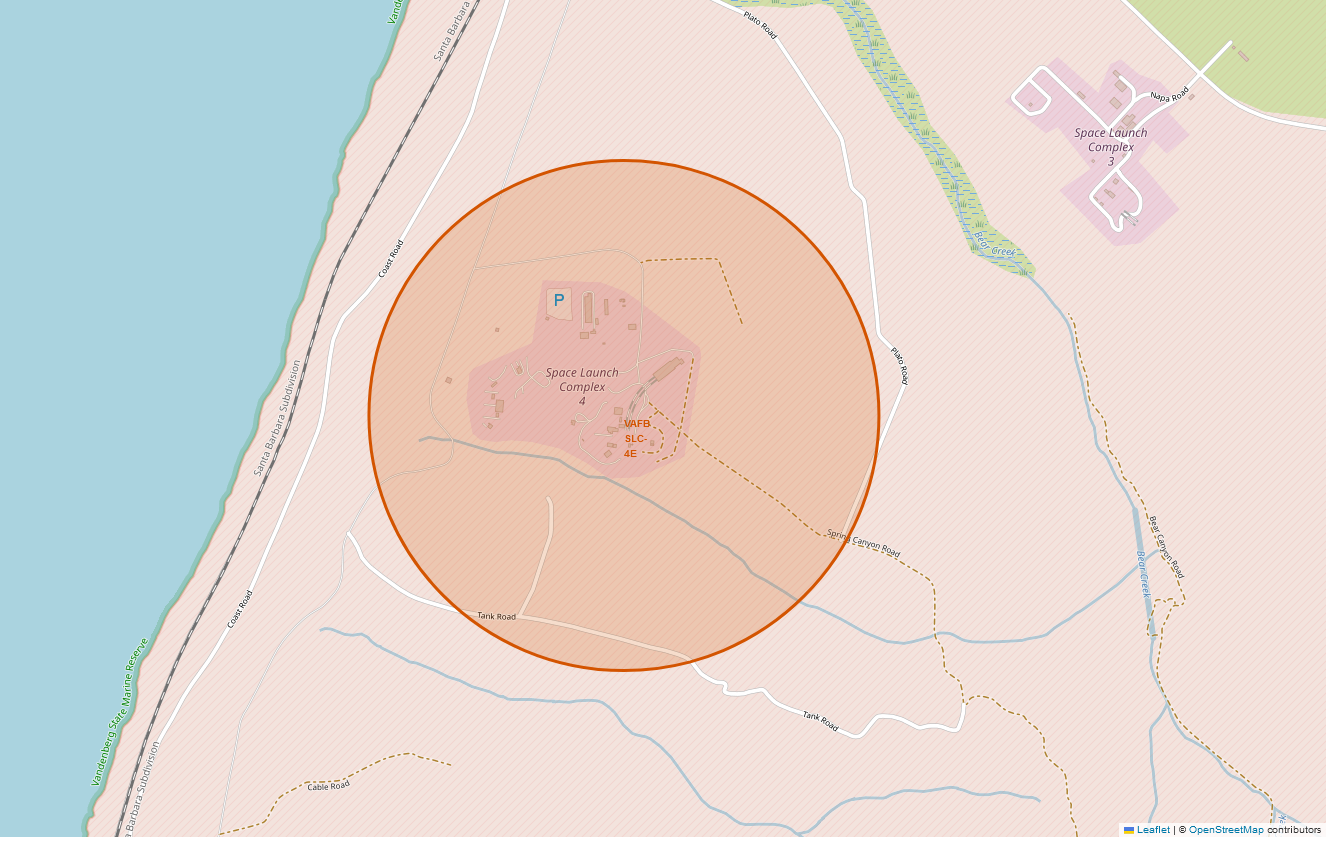 Vande
Santa Barbara
Plato Road
Napa Road
Space Launch
Complex
3
Bear Creek
Coast Road
P
Plato Road
Space Launch
Complex
4
Santa Barbara Subdivision
VAFB
SLC-
4E
Spring Canyon Road
Bear Canyon Road
Bear Creek
Coast Road
Tank Road
Vandenberg State Marine Reserve
Tank Road
a Barbara Subdivision
Cable Road
Leaflet | © OpenStreetMap contributors